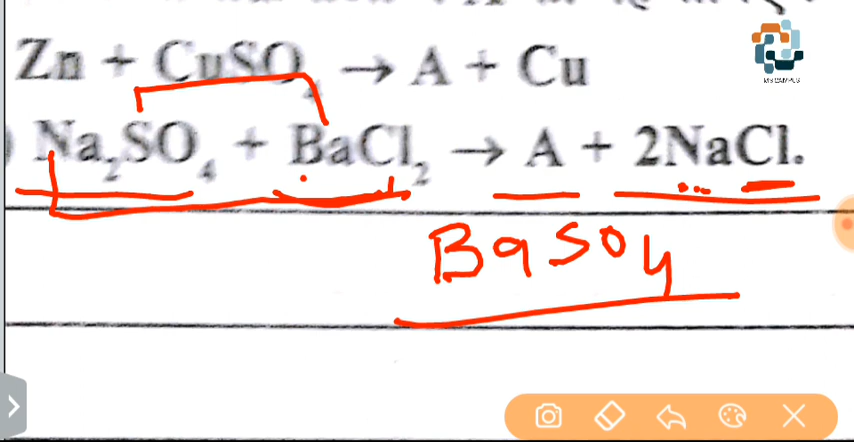 Zn + CuSO₄ → A + Cu
) Na₂SO₄ + BaCl₂ → A + 2NaCl.
BaSO₄